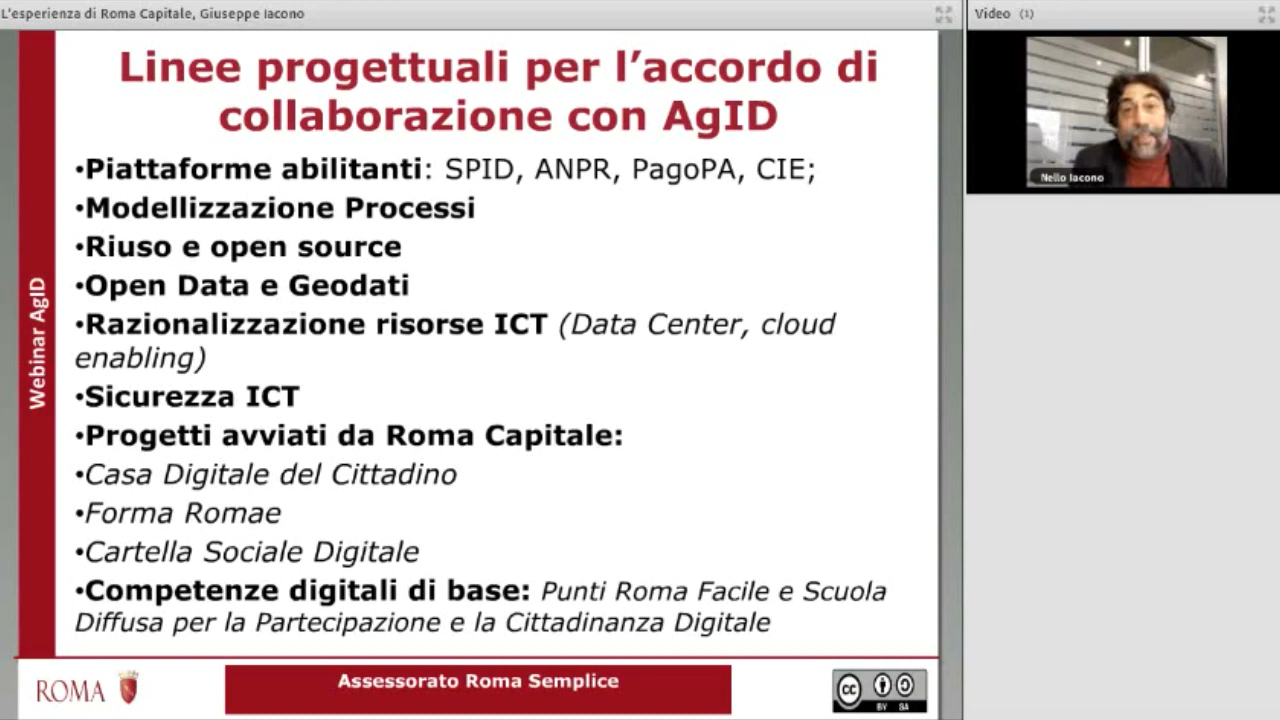 L'esperienza di Roma Capitale, Giuseppe Iacono
Video (1)
Nello Iacono
Webinar AgID
Linee progettuali per l’accordo di
collaborazione con AgID
•Piattaforme abilitanti: SPID, ANPR, PagoPA, CIE;
•Modellizzazione Processi
•Riuso e open source
•Open Data e Geodati
•Razionalizzazione risorse ICT (Data Center, cloud
enabling)
•Sicurezza ICT
•Progetti avviati da Roma Capitale:
•Casa Digitale del Cittadino
•Forma Romae
•Cartella Sociale Digitale
•Competenze digitali di base: Punti Roma Facile e Scuola
Diffusa per la Partecipazione e la Cittadinanza Digitale
ROMA
Assessorato Roma Semplice
cc
BY SA